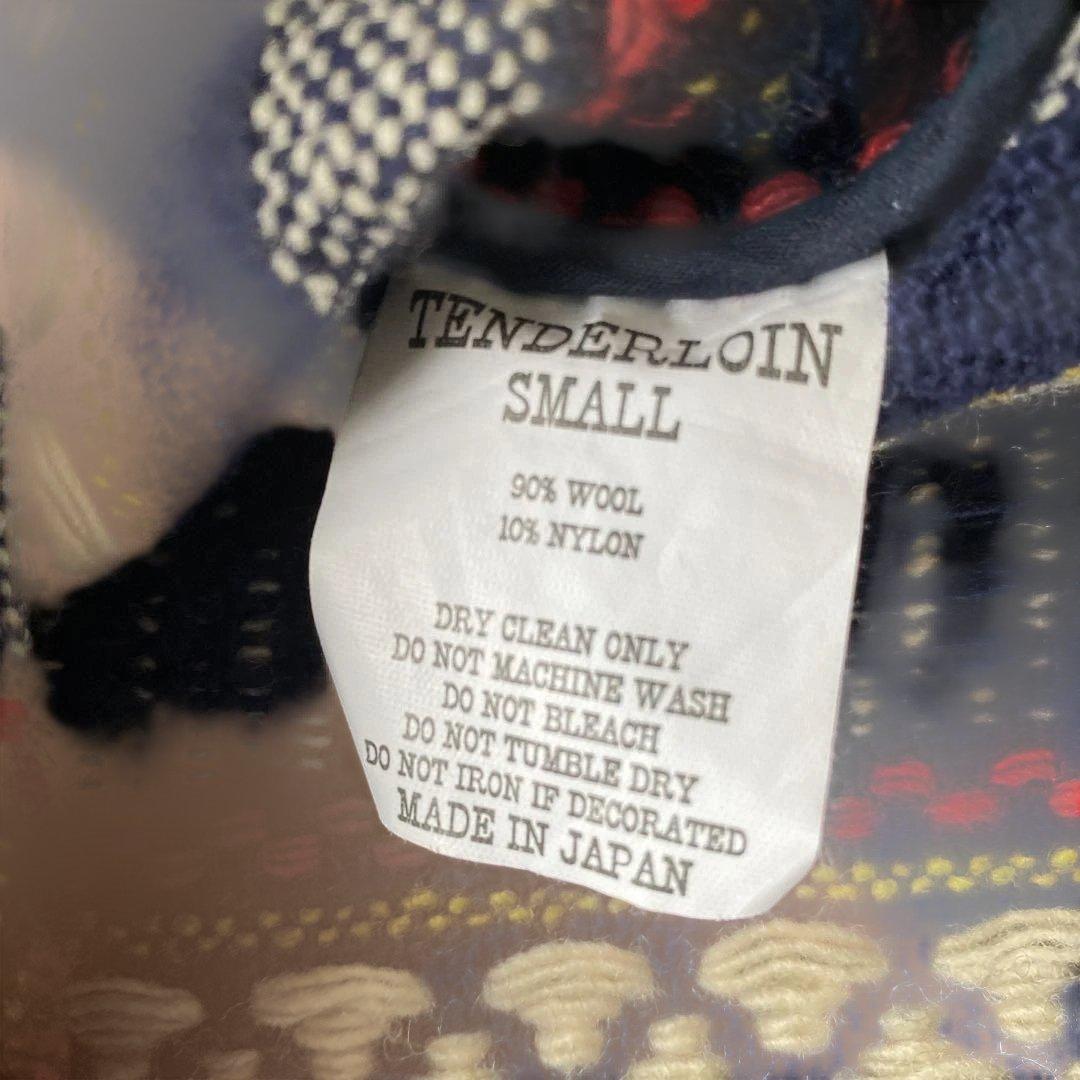 TENDERLOIN
SMALL
90% WOOL
10% NYLON
DRY CLEAN ONLY
DO NOT MACHINE WASH
DO NOT BLEACH
DO NOT TUMBLE DRY
DO NOT IRON IF DECORATED
MADE IN JAPAN